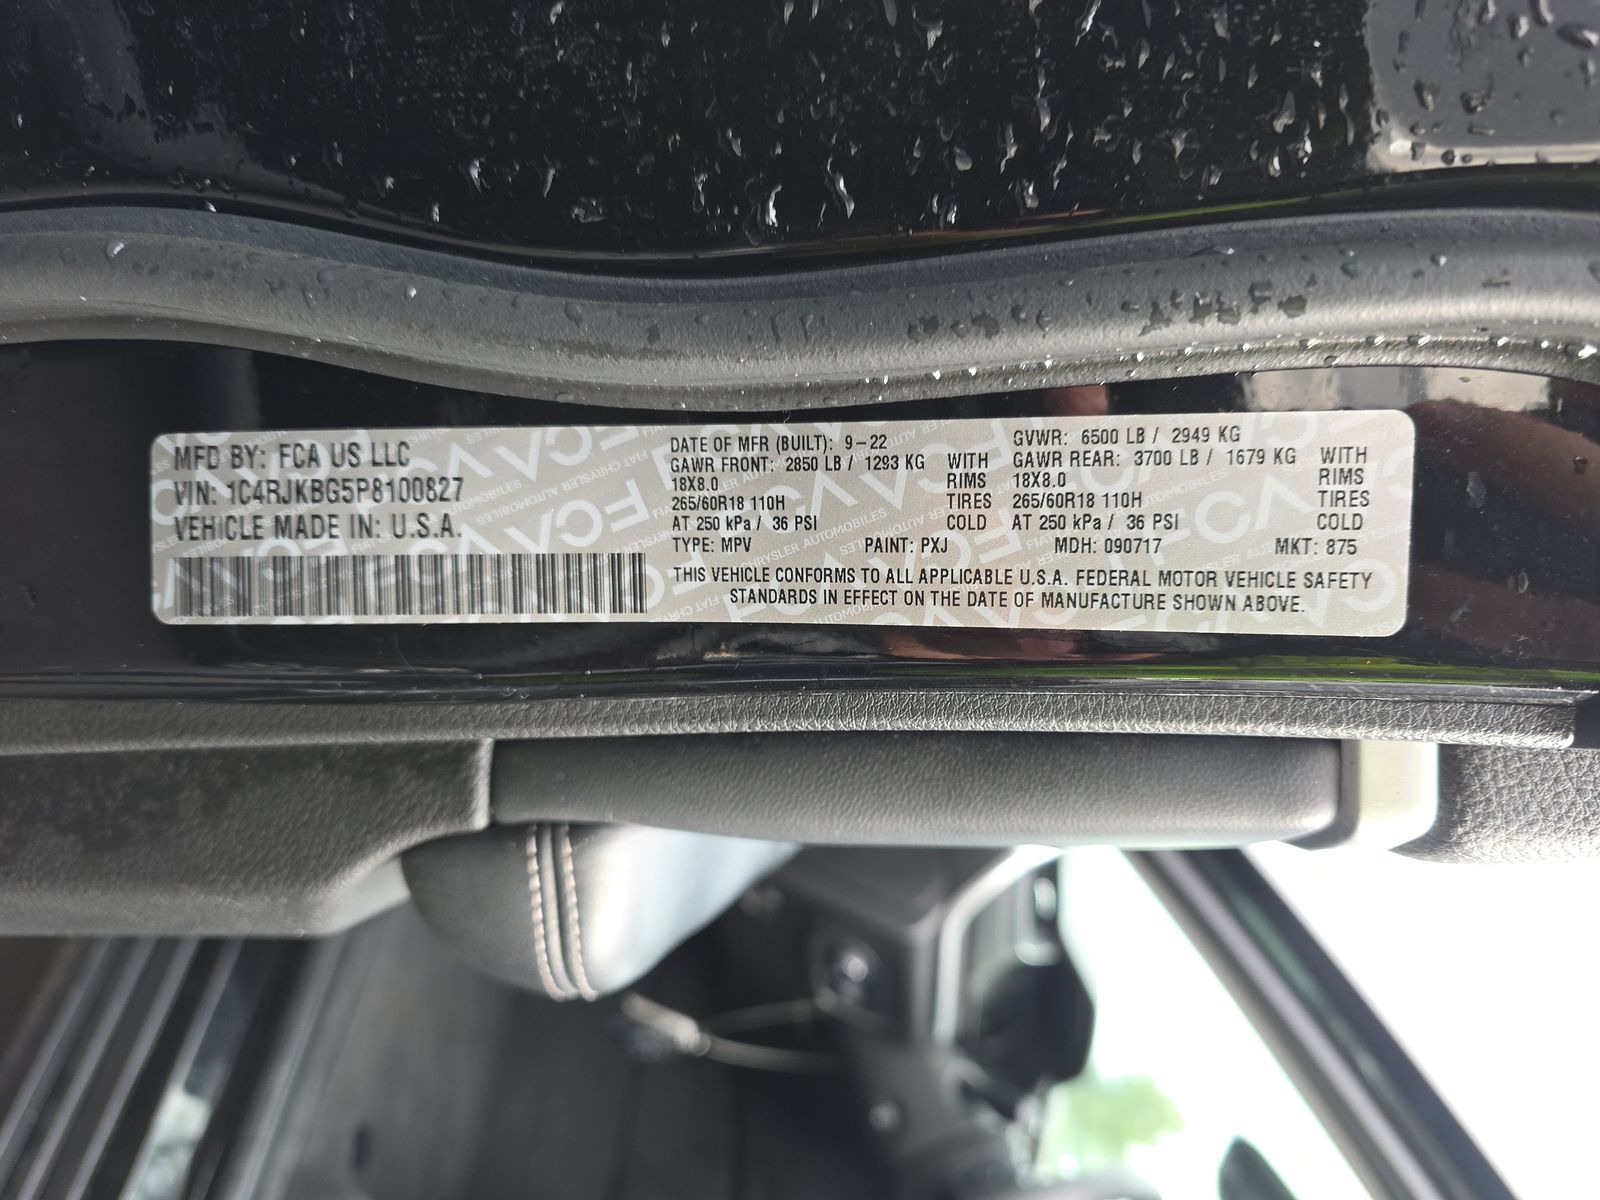 MFD BY: FCA US LLC
VIN: 1C4RJKBG5P8100827
VEHICLE MADE IN: U.S.A.
DATE OF MFR (BUILT): 9-22
GVWR: 6500 LB / 2949 KG
GAWR FRONT: 2850 LB / 1293 KG WITH
18X8.0 RIMS
265/60R18 110H TIRES
AT 250 kPa / 36 PSI COLD
GAWR REAR: 3700 LB / 1679 KG WITH
18X8.0 RIMS
265/60R18 110H TIRES
AT 250 kPa / 36 PSI COLD
TYPE: MPV PAINT: PXJ MDH: 090717 MKT: 875
THIS VEHICLE CONFORMS TO ALL APPLICABLE U.S.A. FEDERAL MOTOR VEHICLE SAFETY
STANDARDS IN EFFECT ON THE DATE OF MANUFACTURE SHOWN ABOVE.